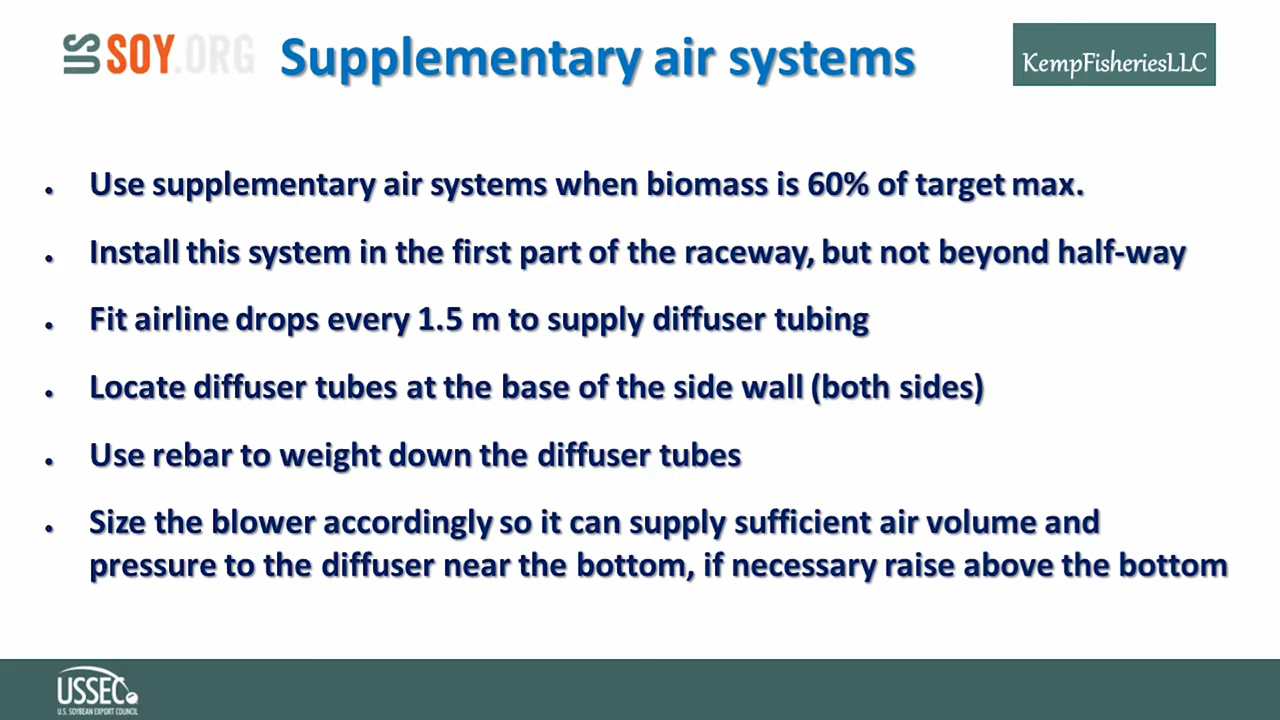 US SOY.ORG
Supplementary air systems
KempFisheriesLLC
• Use supplementary air systems when biomass is 60% of target max.
• Install this system in the first part of the raceway, but not beyond half-way
• Fit airline drops every 1.5 m to supply diffuser tubing
• Locate diffuser tubes at the base of the side wall (both sides)
• Use rebar to weight down the diffuser tubes
• Size the blower accordingly so it can supply sufficient air volume and
pressure to the diffuser near the bottom, if necessary raise above the bottom
USSEC
U.S. SOYBEAN EXPORT COUNCIL